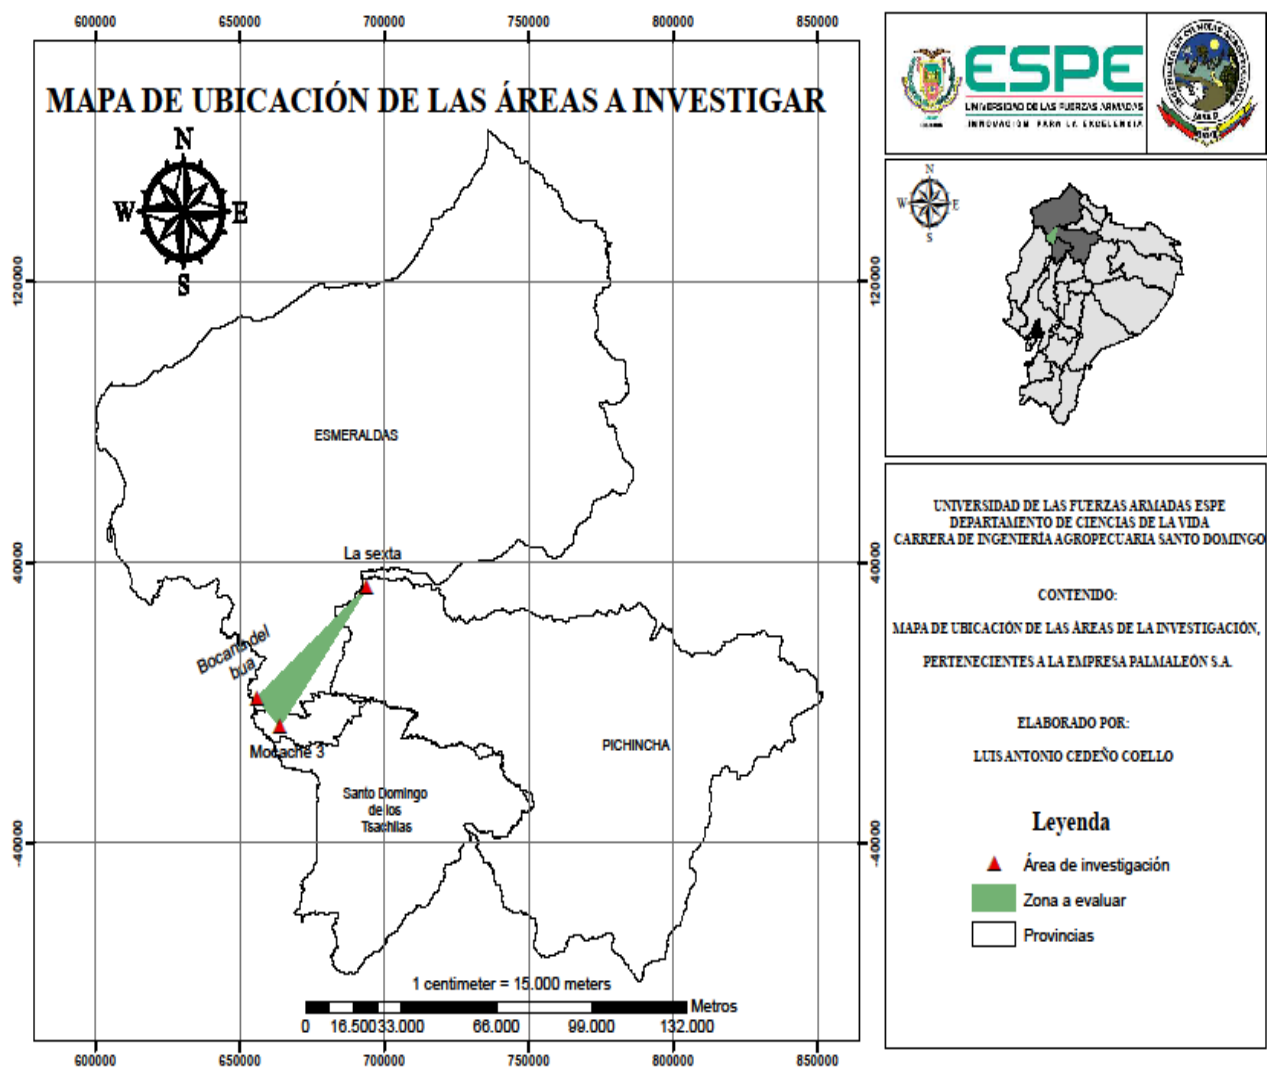 600000 650000 700000 750000 800000 850000
MAPA DE UBICACIÓN DE LAS ÁREAS A INVESTIGAR
N
W E
S
120000 120000
ESMERALDAS
La sexta
40000 40000
Bocana del
bua
Mocache 3
PICHINCHA
Santo Domingo
de los
Tsachilas
-40000 -40000
1 centimeter = 15.000 meters
Metros
0 16.500 33.000 66.000 99.000 132.000
600000 650000 700000 750000 800000 850000
ESPE
UNIVERSIDAD DE LAS FUERZAS ARMADAS
INNOVACIÓN PARA LA EXCELENCIA
N
W E
S
UNIVERSIDAD DE LAS FUERZAS ARMADAS ESPE
DEPARTAMENTO DE CIENCIAS DE LA VIDA
CARRERA DE INGENIERÍA AGROPECUARIA SANTO DOMINGO
CONTENIDO:
MAPA DE UBICACIÓN DE LAS ÁREAS DE LA INVESTIGACIÓN,
PERTENECIENTES A LA EMPRESA PALMALEÓN S.A.
ELABORADO POR:
LUIS ANTONIO CEDEÑO COELLO
Leyenda
Área de investigación
Zona a evaluar
Provincias